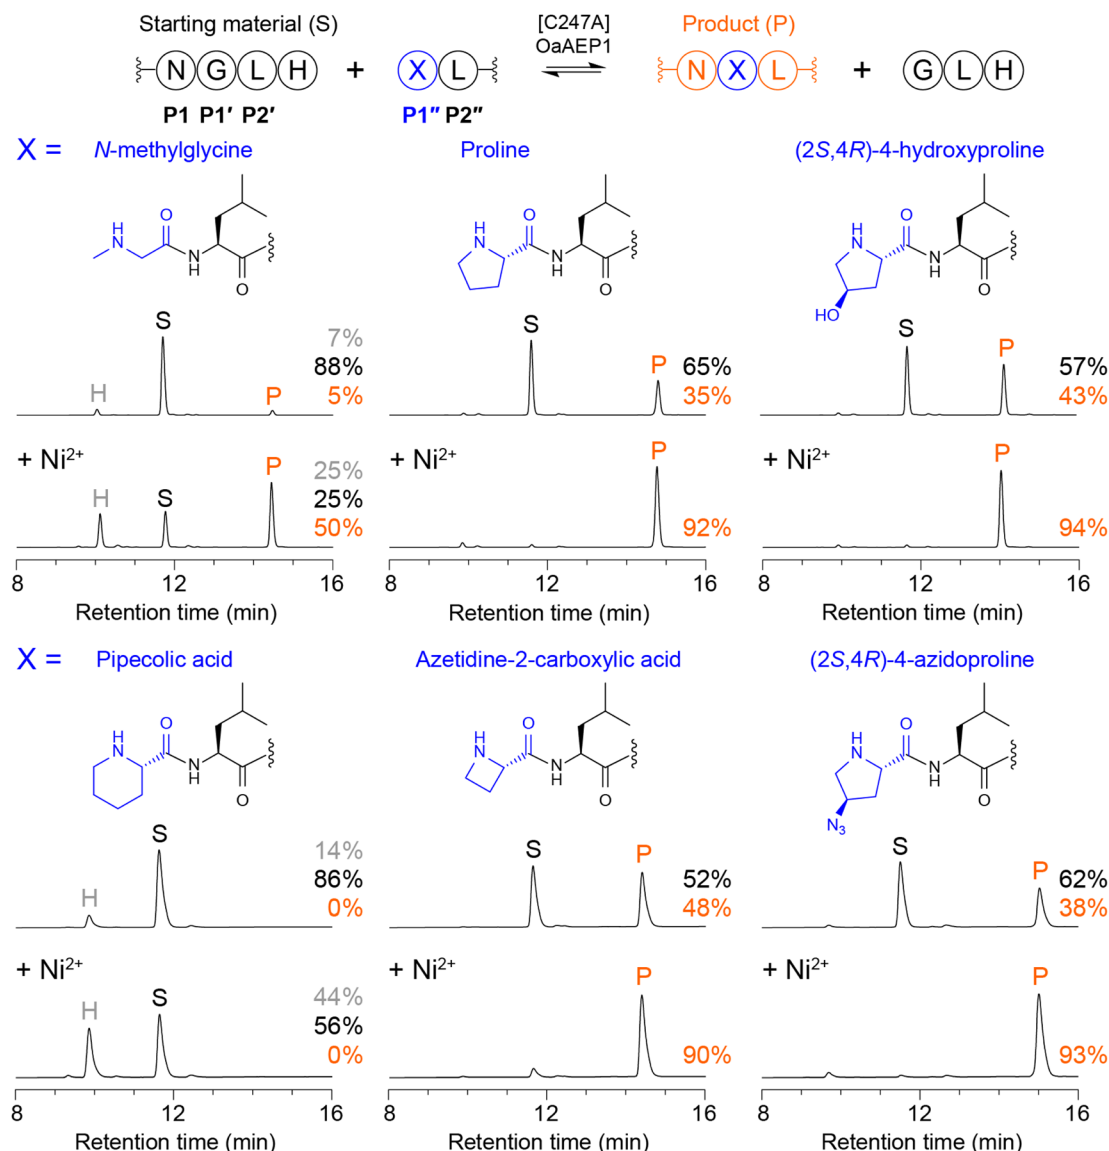 Starting material (S) [C247A] Product (P)
OaAEP1
N G L H + X L N X L + G L H
P1 P1′ P2′ P1″ P2″
X = N-methylglycine Proline (2S,4R)-4-hydroxyproline
H N O N H O
H N O N H O
H N O N H O HO
S 7% 88% 5% H P
S P 65% 35%
S P 57% 43%
+ Ni²⁺ H S P 25% 25% 50%
+ Ni²⁺ P 92%
+ Ni²⁺ P 94%
8 12 16 8 12 16 8 12 16
Retention time (min) Retention time (min) Retention time (min)
X = Pipecolic acid Azetidine-2-carboxylic acid (2S,4R)-4-azidoproline
NH O N H O
H N O N H O
H N O N H O N₃
S 14% 86% 0% H
S P 52% 48%
S P 62% 38%
+ Ni²⁺ H S 44% 56% 0%
+ Ni²⁺ P 90%
+ Ni²⁺ P 93%
8 12 16 8 12 16 8 12 16
Retention time (min) Retention time (min) Retention time (min)